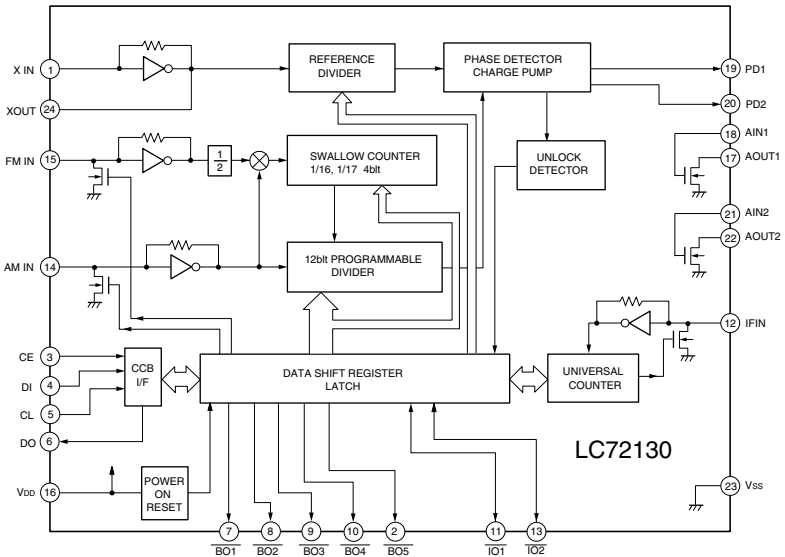 X IN
1
XOUT
24
FM IN
15
AM IN
14
CE
3
DI
4
CL
5
DO
6
VDD
16
REFERENCE
DIVIDER
PHASE DETECTOR
CHARGE PUMP
1
2
SWALLOW COUNTER
1/16, 1/17 4blt
UNLOCK
DETECTOR
12blt PROGRAMMABLE
DIVIDER
CCB
I/F
DATA SHIFT REGISTER
LATCH
UNIVERSAL
COUNTER
POWER
ON
RESET
LC72130
19
PD1
20
PD2
18
AIN1
17
AOUT1
21
AIN2
22
AOUT2
12
IFIN
23
Vss
7
8
9
10
2
11
13
BO1
BO2
BO3
BO4
BO5
IO1
IO2